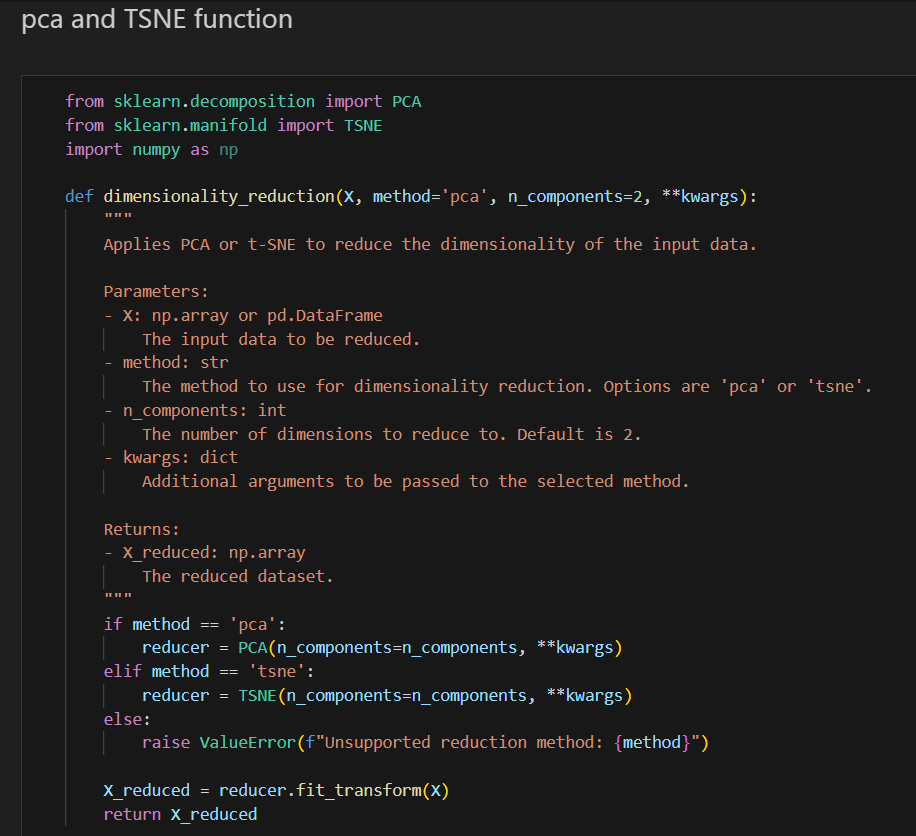 pca and TSNE function
from sklearn.decomposition import PCA
from sklearn.manifold import TSNE
import numpy as np
def dimensionality_reduction(X, method='pca', n_components=2, **kwargs):
"""
Applies PCA or t-SNE to reduce the dimensionality of the input data.
Parameters:
- X: np.array or pd.DataFrame
The input data to be reduced.
- method: str
The method to use for dimensionality reduction. Options are 'pca' or 'tsne'.
- n_components: int
The number of dimensions to reduce to. Default is 2.
- kwargs: dict
Additional arguments to be passed to the selected method.
Returns:
- X_reduced: np.array
The reduced dataset.
"""
if method == 'pca':
reducer = PCA(n_components=n_components, **kwargs)
elif method == 'tsne':
reducer = TSNE(n_components=n_components, **kwargs)
else:
raise ValueError(f"Unsupported reduction method: {method}")
X_reduced = reducer.fit_transform(X)
return X_reduced